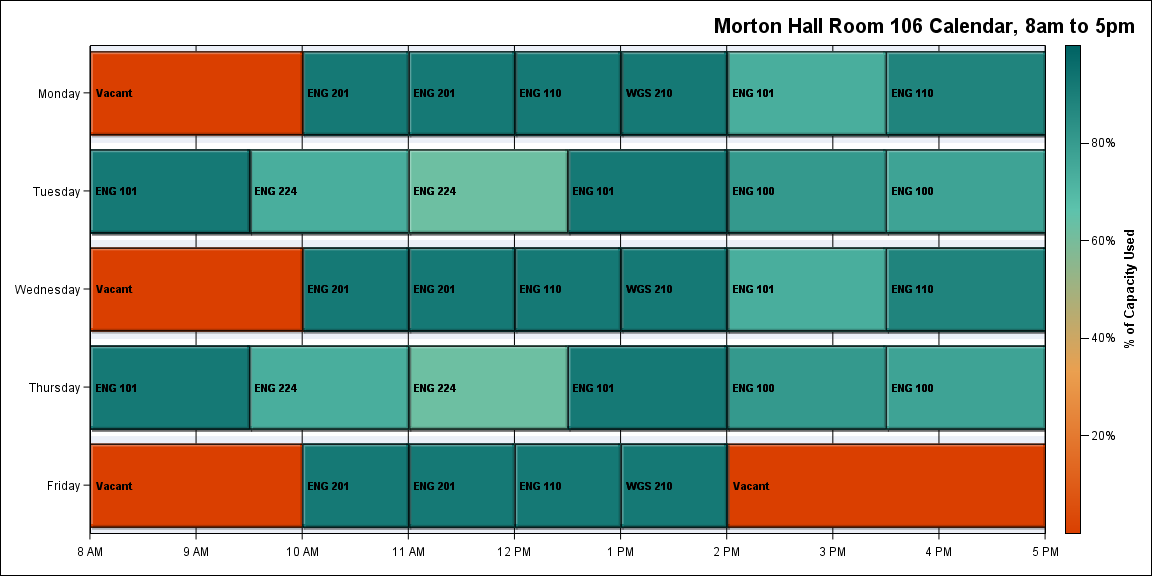 Morton Hall Room 106 Calendar, 8am to 5pm
Monday
Vacant
ENG 201
ENG 201
ENG 110
WGS 210
ENG 101
ENG 110
Tuesday
ENG 101
ENG 224
ENG 224
ENG 101
ENG 100
ENG 100
Wednesday
Vacant
ENG 201
ENG 201
ENG 110
WGS 210
ENG 101
ENG 110
Thursday
ENG 101
ENG 224
ENG 224
ENG 101
ENG 100
ENG 100
Friday
Vacant
ENG 201
ENG 201
ENG 110
WGS 210
Vacant
8 AM
9 AM
10 AM
11 AM
12 PM
1 PM
2 PM
3 PM
4 PM
5 PM
80%
60%
40%
20%
% of Capacity Used